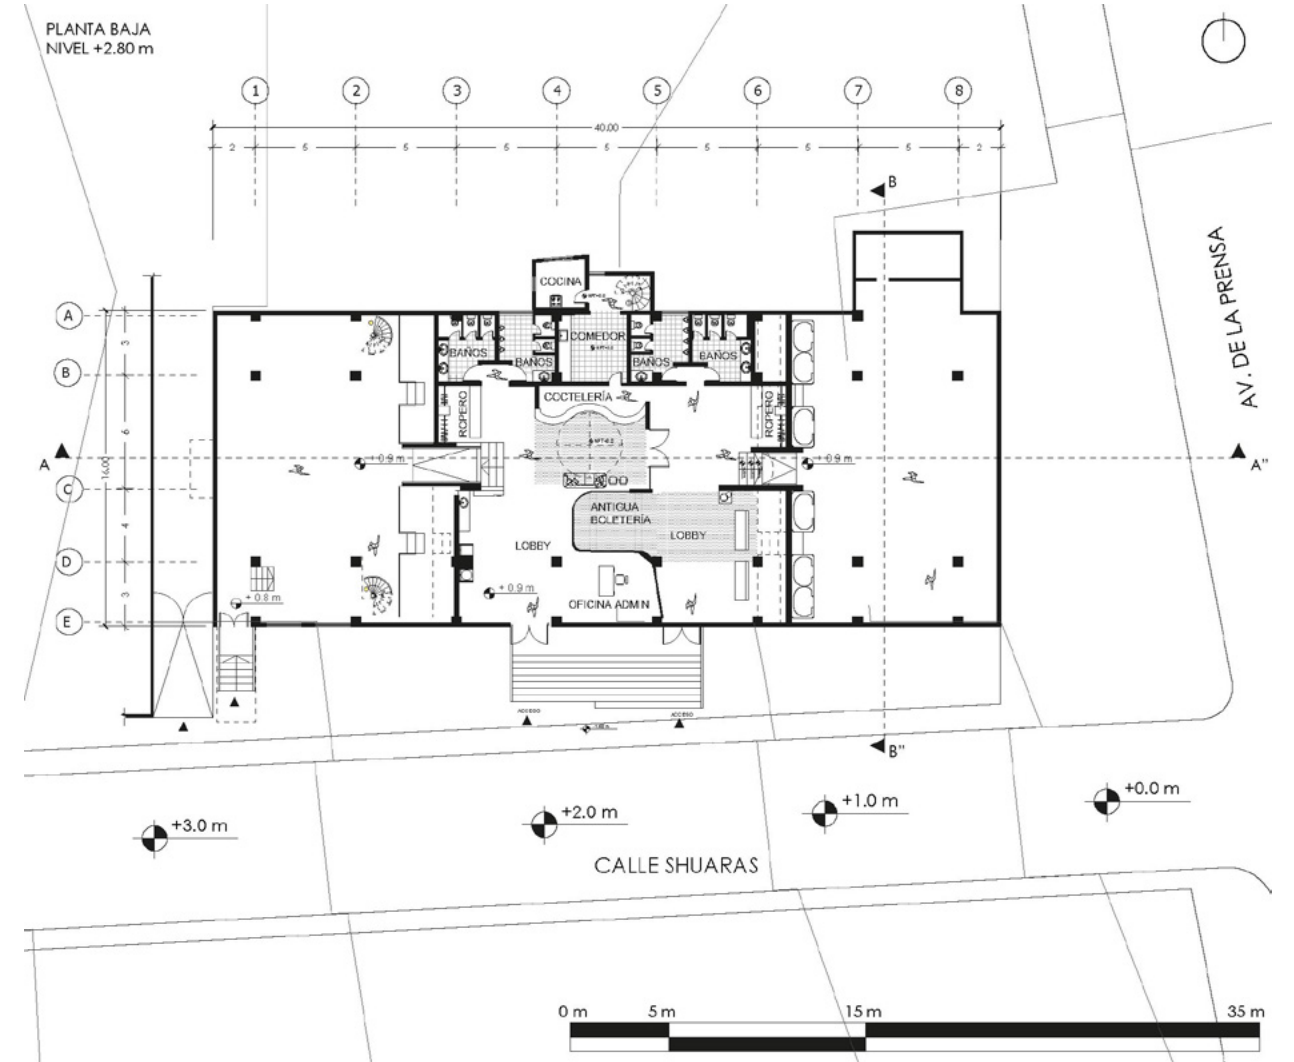 PLANTA BAJA
NIVEL +2.80 m
1 2 3 4 5 6 7 8
40.00
2 5 5 5 5 5 5 5 2
B
AV. DE LA PRENSA
A
B
C
D
E
3
6
4
3
16.00
A
A"
COCINA
COMEDOR
BAÑOS
BAÑOS
BAÑOS
BAÑOS
COCTELERÍA
ROPERO
ROPERO
+0.9 m
+0.9 m
ANTIGUA
BOLETERÍA
LOBBY
LOBBY
+0.9 m
OFICINA ADMIN
+0.8 m
ACCESO
ACCESO
B"
+3.0 m
+2.0 m
+1.0 m
+0.0 m
CALLE SHUARAS
0 m 5 m 15 m 35 m